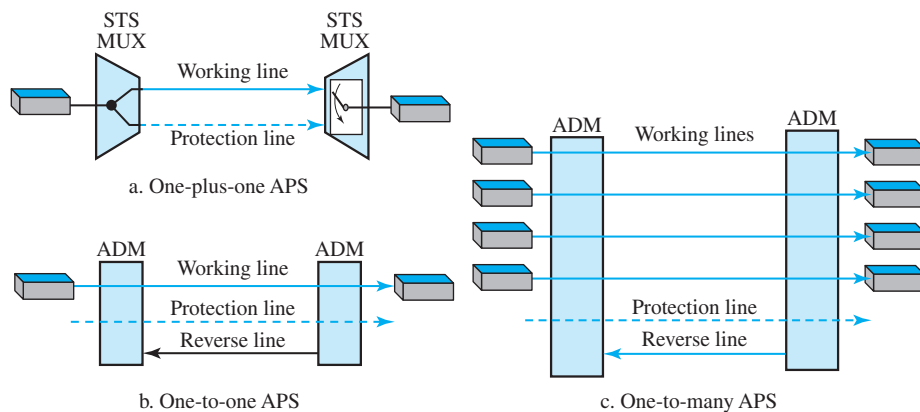 STS
MUX
STS
MUX
Working line
Protection line
a. One-plus-one APS
ADM
ADM
Working line
Protection line
Reverse line
b. One-to-one APS
ADM
ADM
Working lines
Protection line
Reverse line
c. One-to-many APS